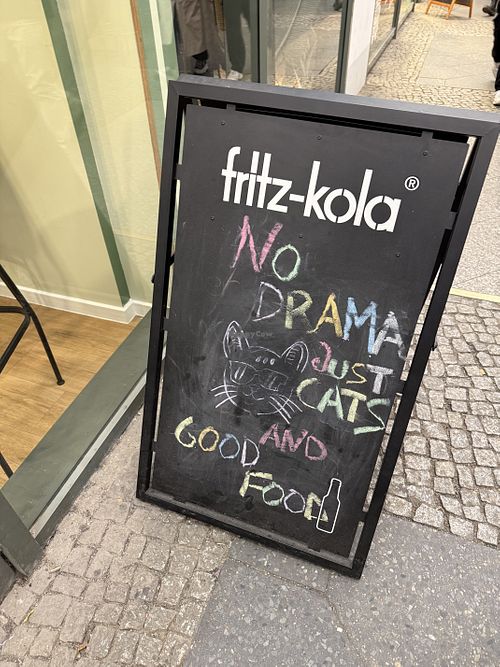 fritz-kola®
NO
DRAMA
JUST
CATS
AND
GOOD
FOOD